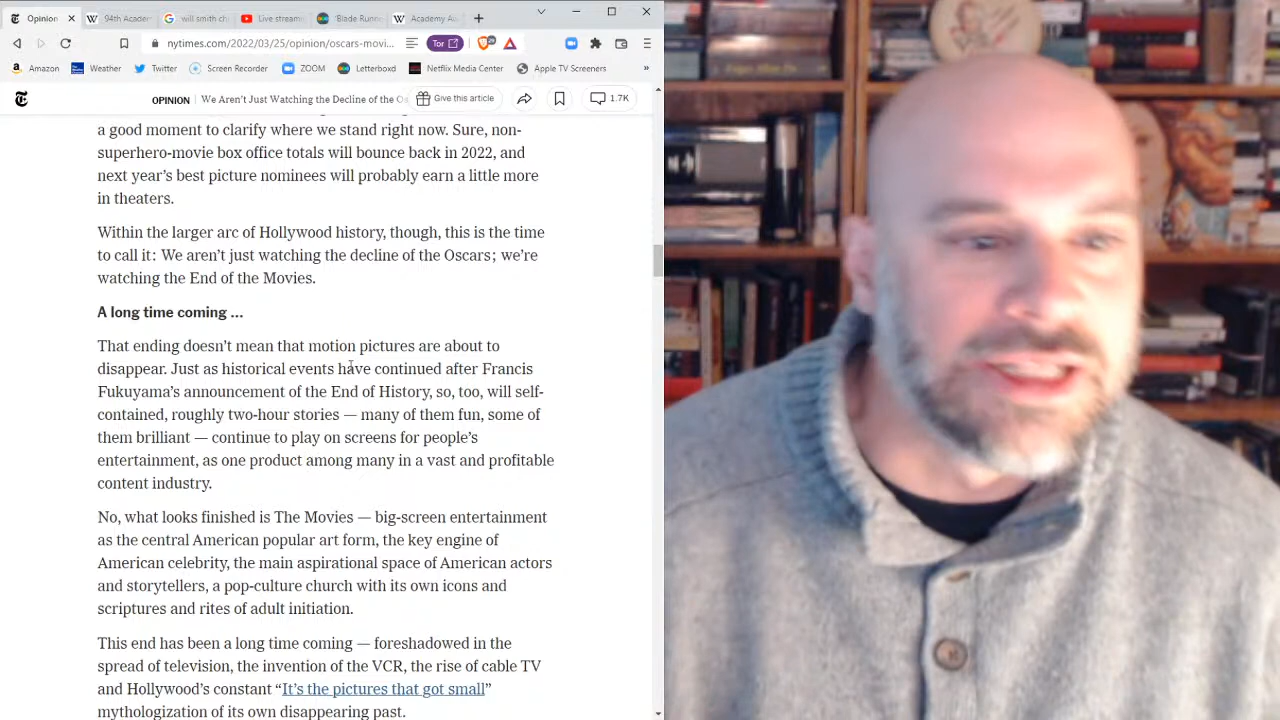 Opinion
94th Academ
will smith ch
Live stream
'Blade Runn
Academy Aw
nytimes.com/2022/03/25/opinion/oscars-movi...
Tor
Amazon
Weather
Twitter
Screen Recorder
ZOOM
Letterboxd
Netflix Media Center
Apple TV Screeners
»
OPINION
We Aren't Just Watching the Decline of the O
Give this article
1.7K
a good moment to clarify where we stand right now. Sure, non-
superhero-movie box office totals will bounce back in 2022, and
next year's best picture nominees will probably earn a little more
in theaters.
Within the larger arc of Hollywood history, though, this is the time
to call it: We aren't just watching the decline of the Oscars; we're
watching the End of the Movies.
A long time coming ...
That ending doesn't mean that motion pictures are about to
disappear. Just as historical events have continued after Francis
Fukuyama's announcement of the End of History, so, too, will self-
contained, roughly two-hour stories — many of them fun, some of
them brilliant — continue to play on screens for people's
entertainment, as one product among many in a vast and profitable
content industry.
No, what looks finished is The Movies — big-screen entertainment
as the central American popular art form, the key engine of
American celebrity, the main aspirational space of American actors
and storytellers, a pop-culture church with its own icons and
scriptures and rites of adult initiation.
This end has been a long time coming — foreshadowed in the
spread of television, the invention of the VCR, the rise of cable TV
and Hollywood's constant “It's the pictures that got small”
mythologization of its own disappearing past.